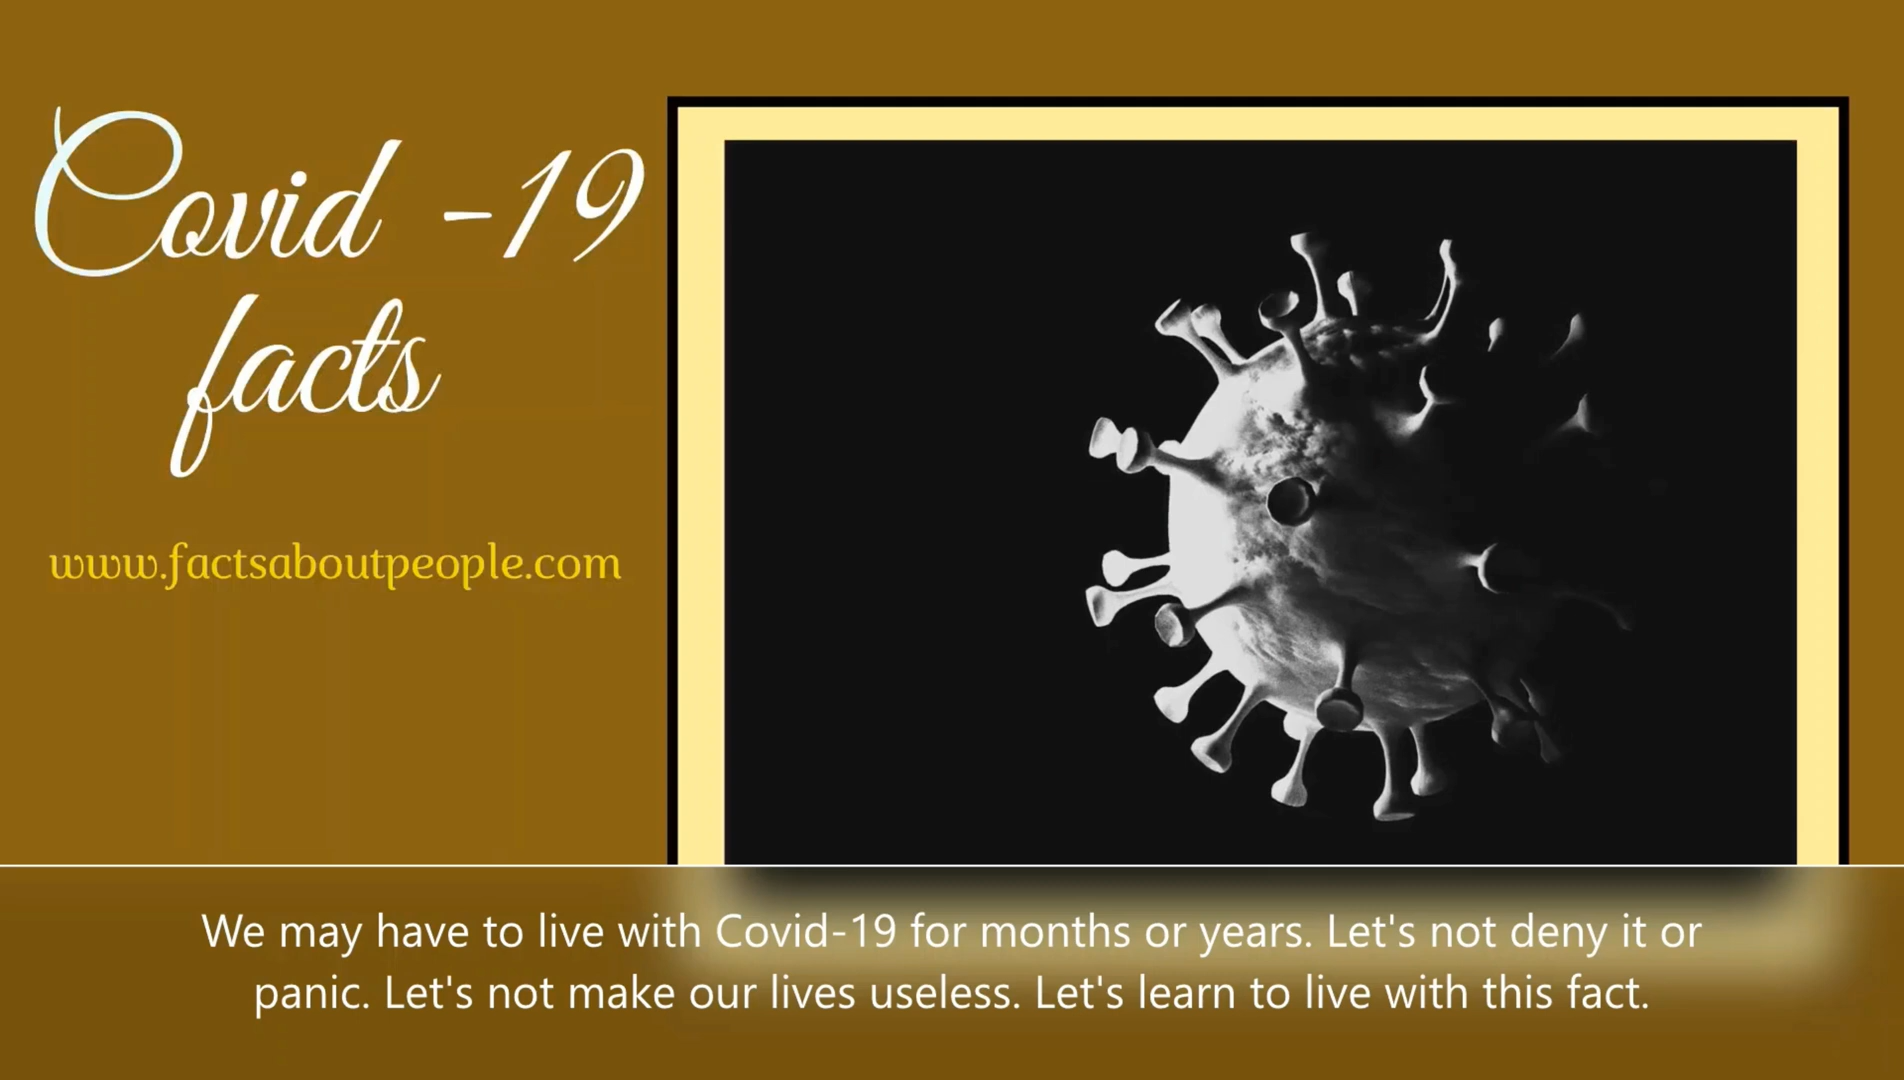 Covid -19
facts
www.factsaboutpeople.com
We may have to live with Covid-19 for months or years. Let's not deny it or
panic. Let's not make our lives useless. Let's learn to live with this fact.